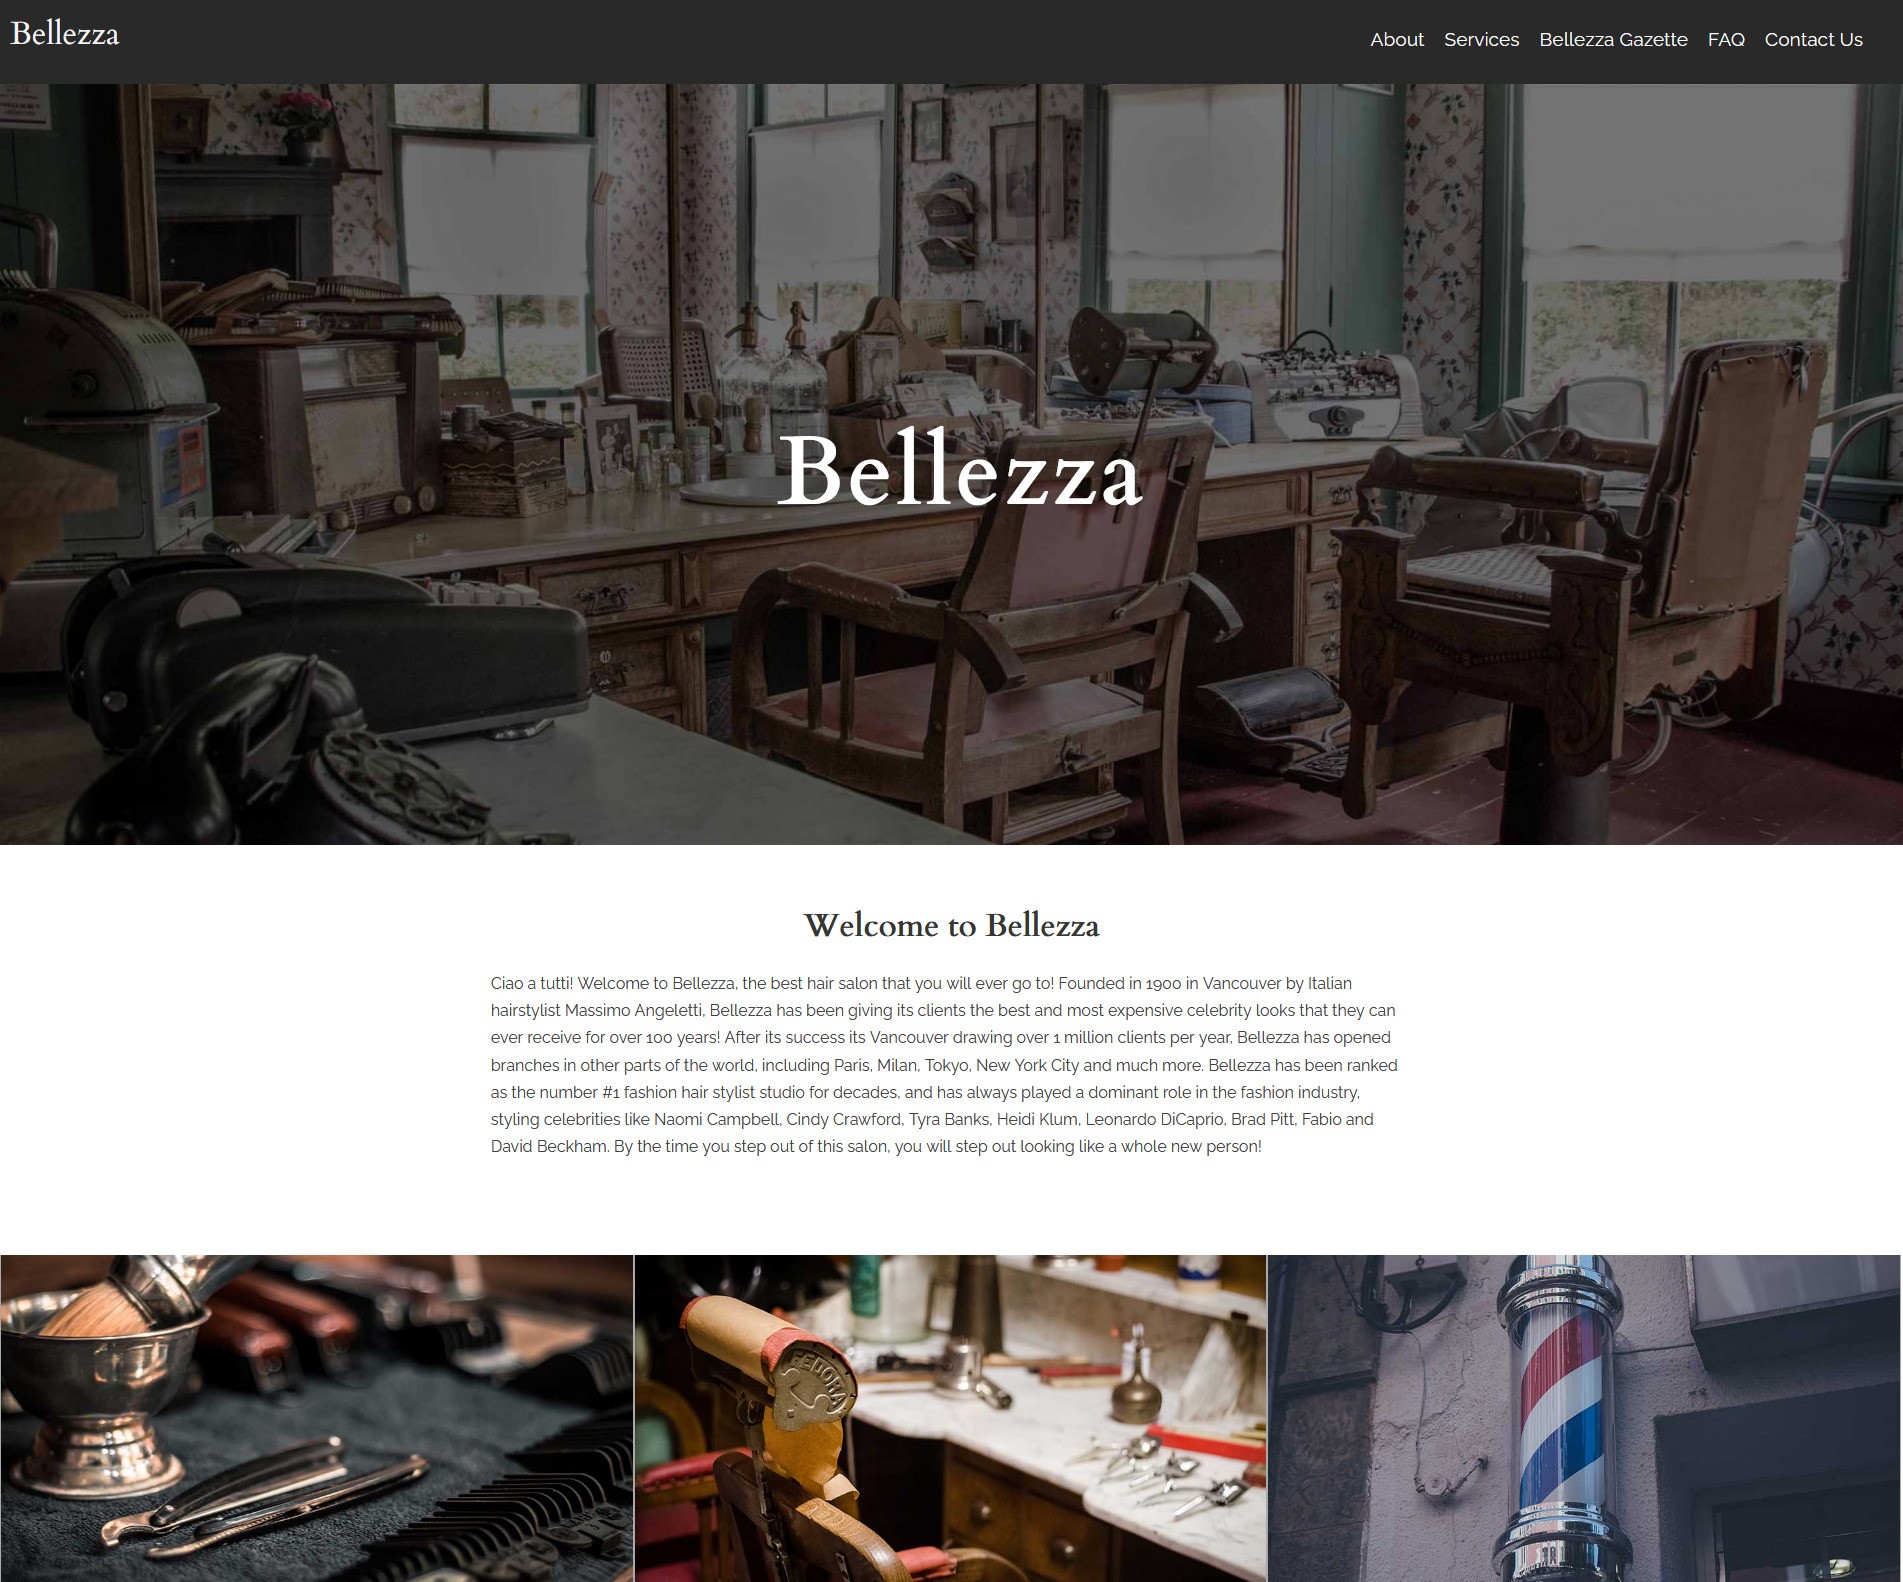 Bellezza
About Services Bellezza Gazette FAQ Contact Us
Bellezza
Welcome to Bellezza
Ciao a tutti! Welcome to Bellezza, the best hair salon that you will ever go to! Founded in 1900 in Vancouver by Italian
hairstylist Massimo Angeletti, Bellezza has been giving its clients the best and most expensive celebrity looks that they can
ever receive for over 100 years! After its success its Vancouver drawing over 1 million clients per year, Bellezza has opened
branches in other parts of the world, including Paris, Milan, Tokyo, New York City and much more. Bellezza has been ranked
as the number #1 fashion hair stylist studio for decades, and has always played a dominant role in the fashion industry,
styling celebrities like Naomi Campbell, Cindy Crawford, Tyra Banks, Heidi Klum, Leonardo DiCaprio, Brad Pitt, Fabio and
David Beckham. By the time you step out of this salon, you will step out looking like a whole new person!
FEDORA